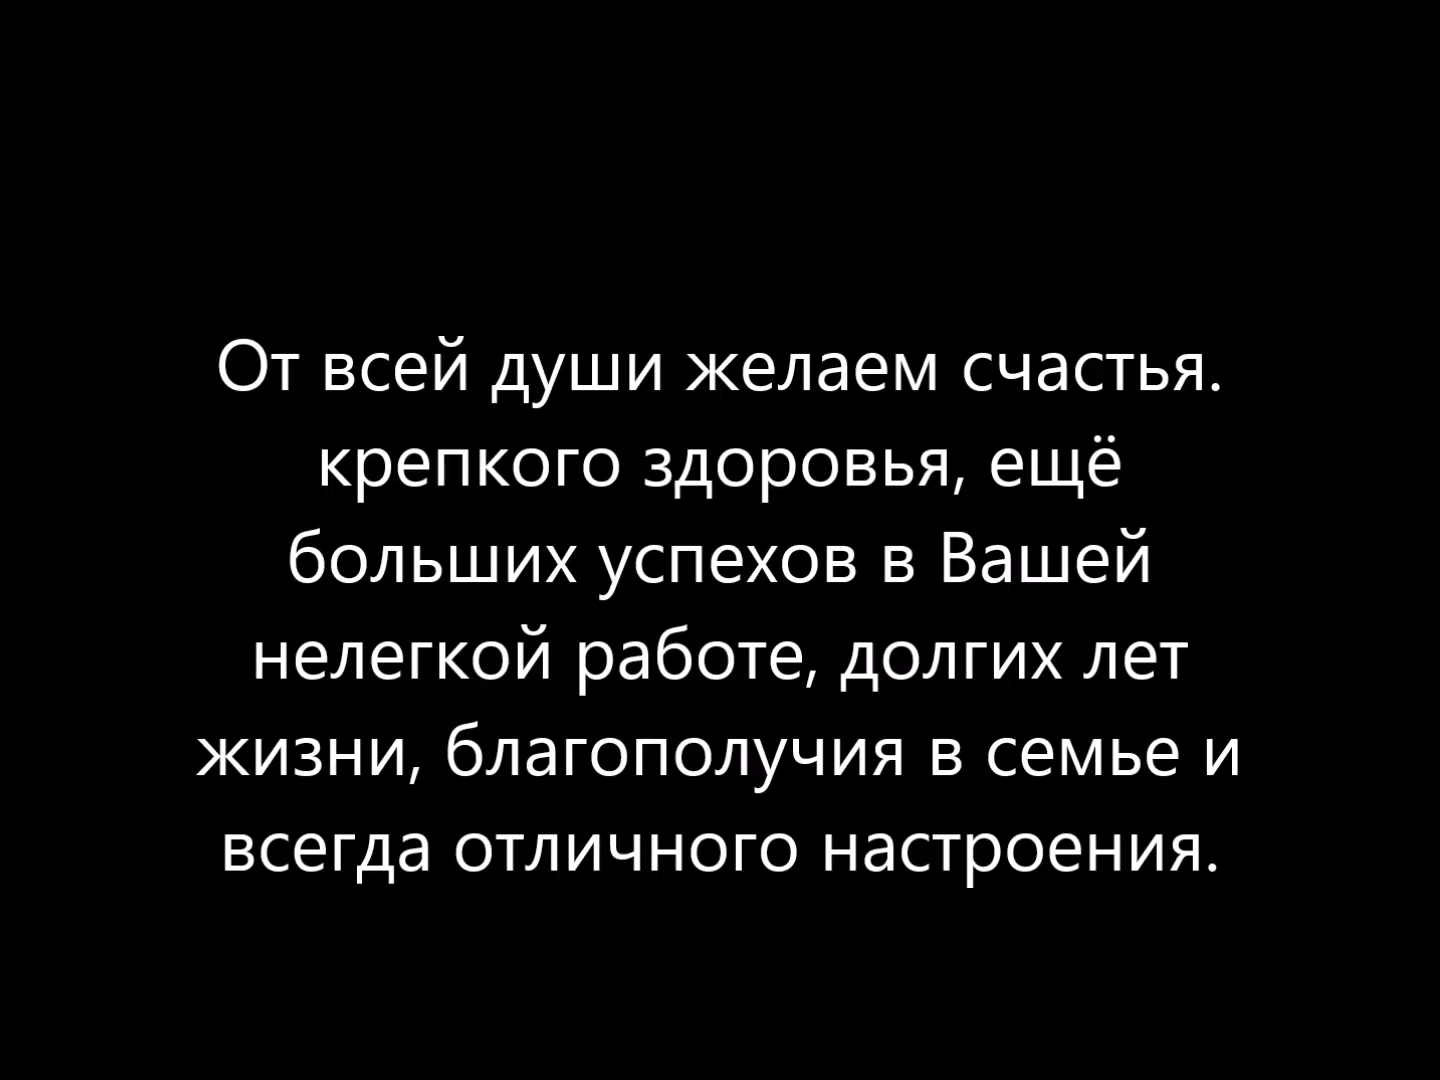 От всей души желаем счастья.
крепкого здоровья, ещё
больших успехов в Вашей
нелегкой работе, долгих лет
жизни, благополучия в семье и
всегда отличного настроения.